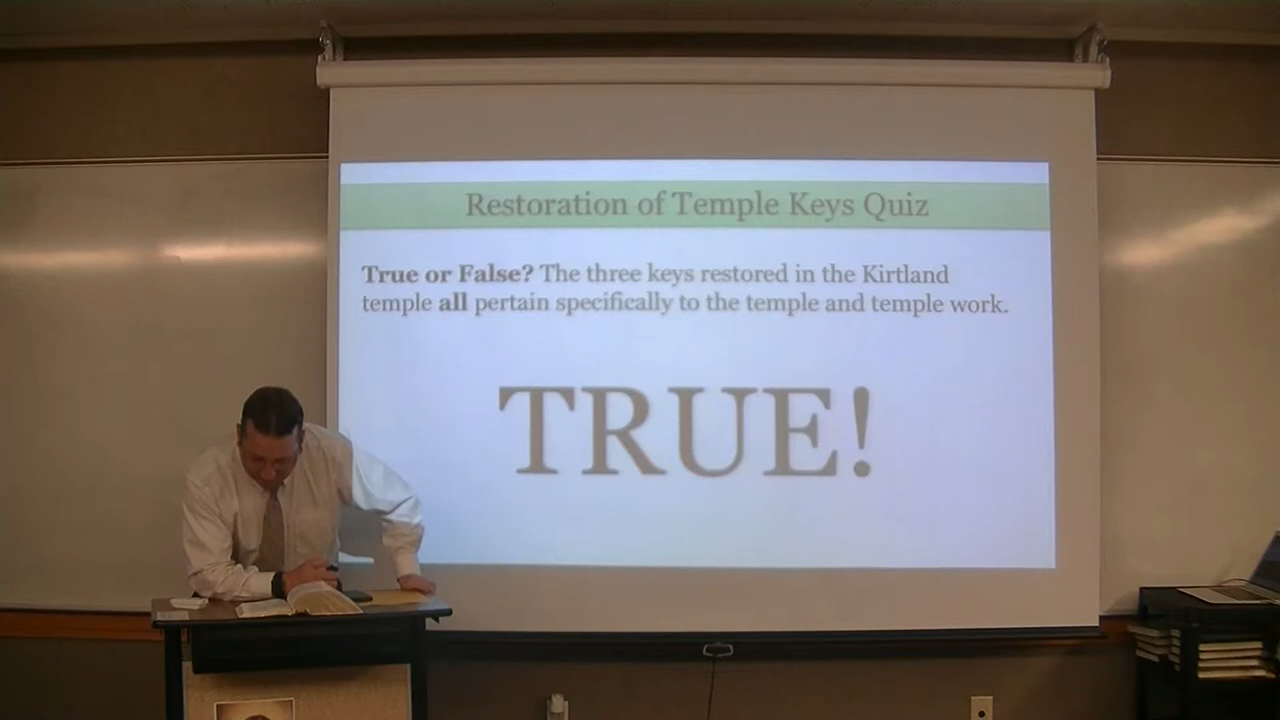 Restoration of Temple Keys Quiz
True or False? The three keys restored in the Kirtland
temple all pertain specifically to the temple and temple work.
TRUE!